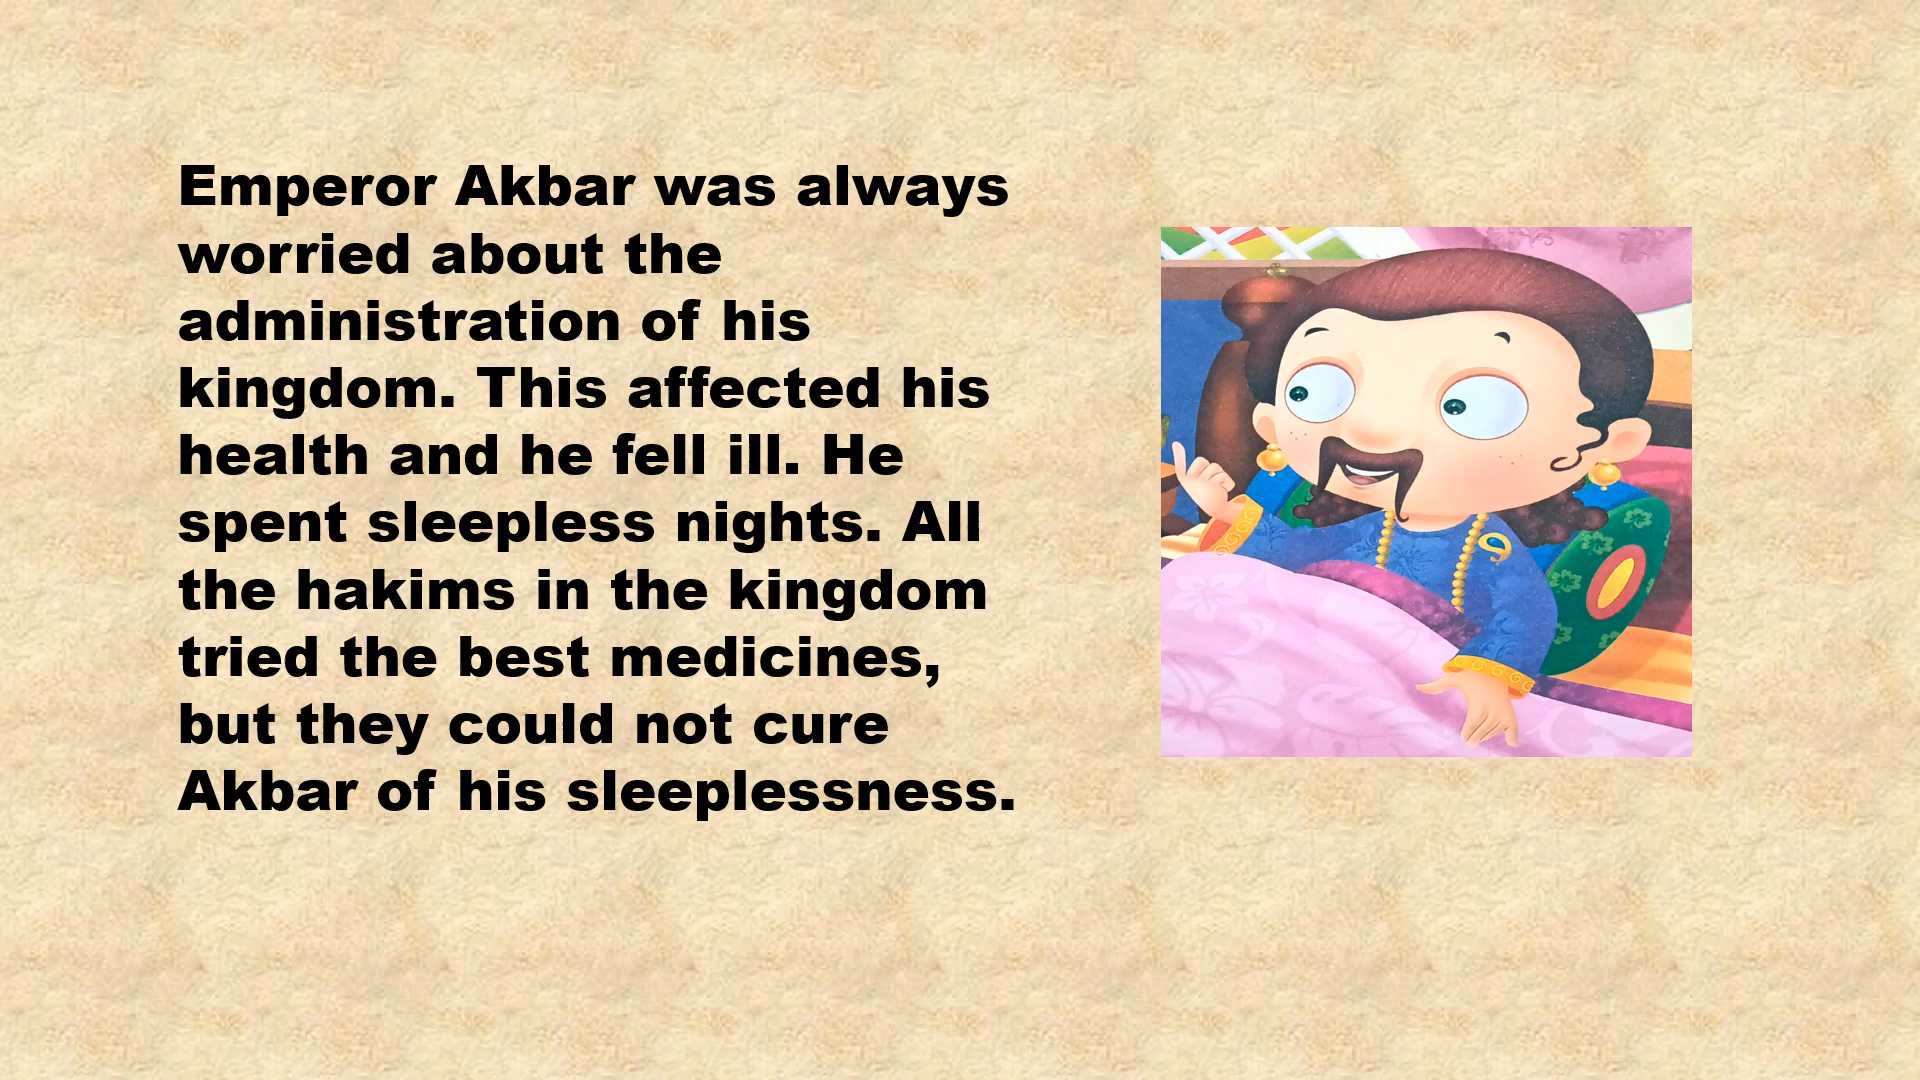 Emperor Akbar was always
worried about the
administration of his
kingdom. This affected his
health and he fell ill. He
spent sleepless nights. All
the hakims in the kingdom
tried the best medicines,
but they could not cure
Akbar of his sleeplessness.